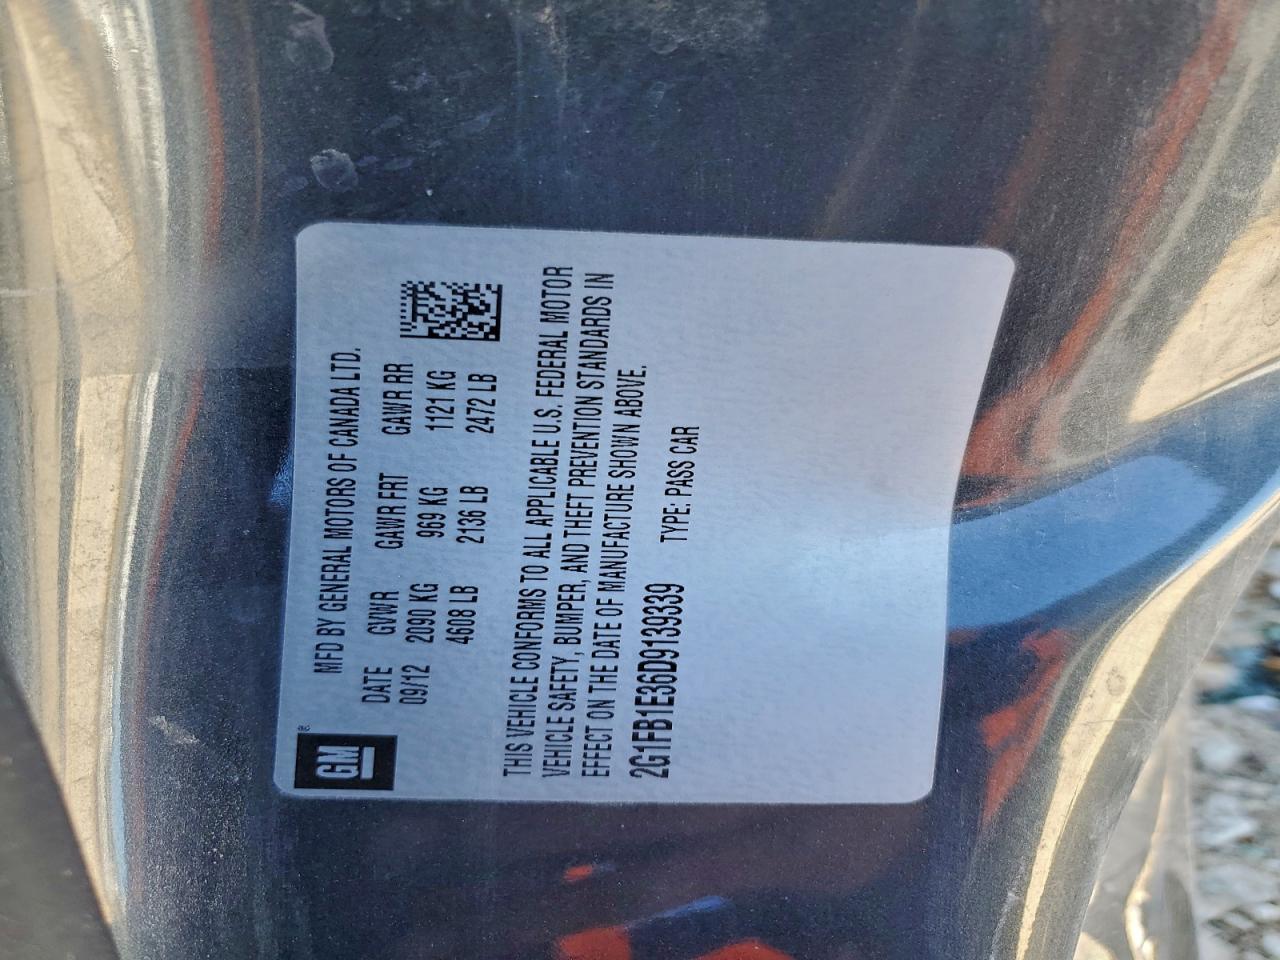 GM
MFD BY GENERAL MOTORS OF CANADA LTD.
DATE GVWR GAWR FRT GAWR RR
09/12 2090 KG 969 KG 1121 KG
4608 LB 2136 LB 2472 LB
THIS VEHICLE CONFORMS TO ALL APPLICABLE U.S. FEDERAL MOTOR
VEHICLE SAFETY, BUMPER, AND THEFT PREVENTION STANDARDS IN
EFFECT ON THE DATE OF MANUFACTURE SHOWN ABOVE.
2G1FB1E36D9139339 TYPE: PASS CAR